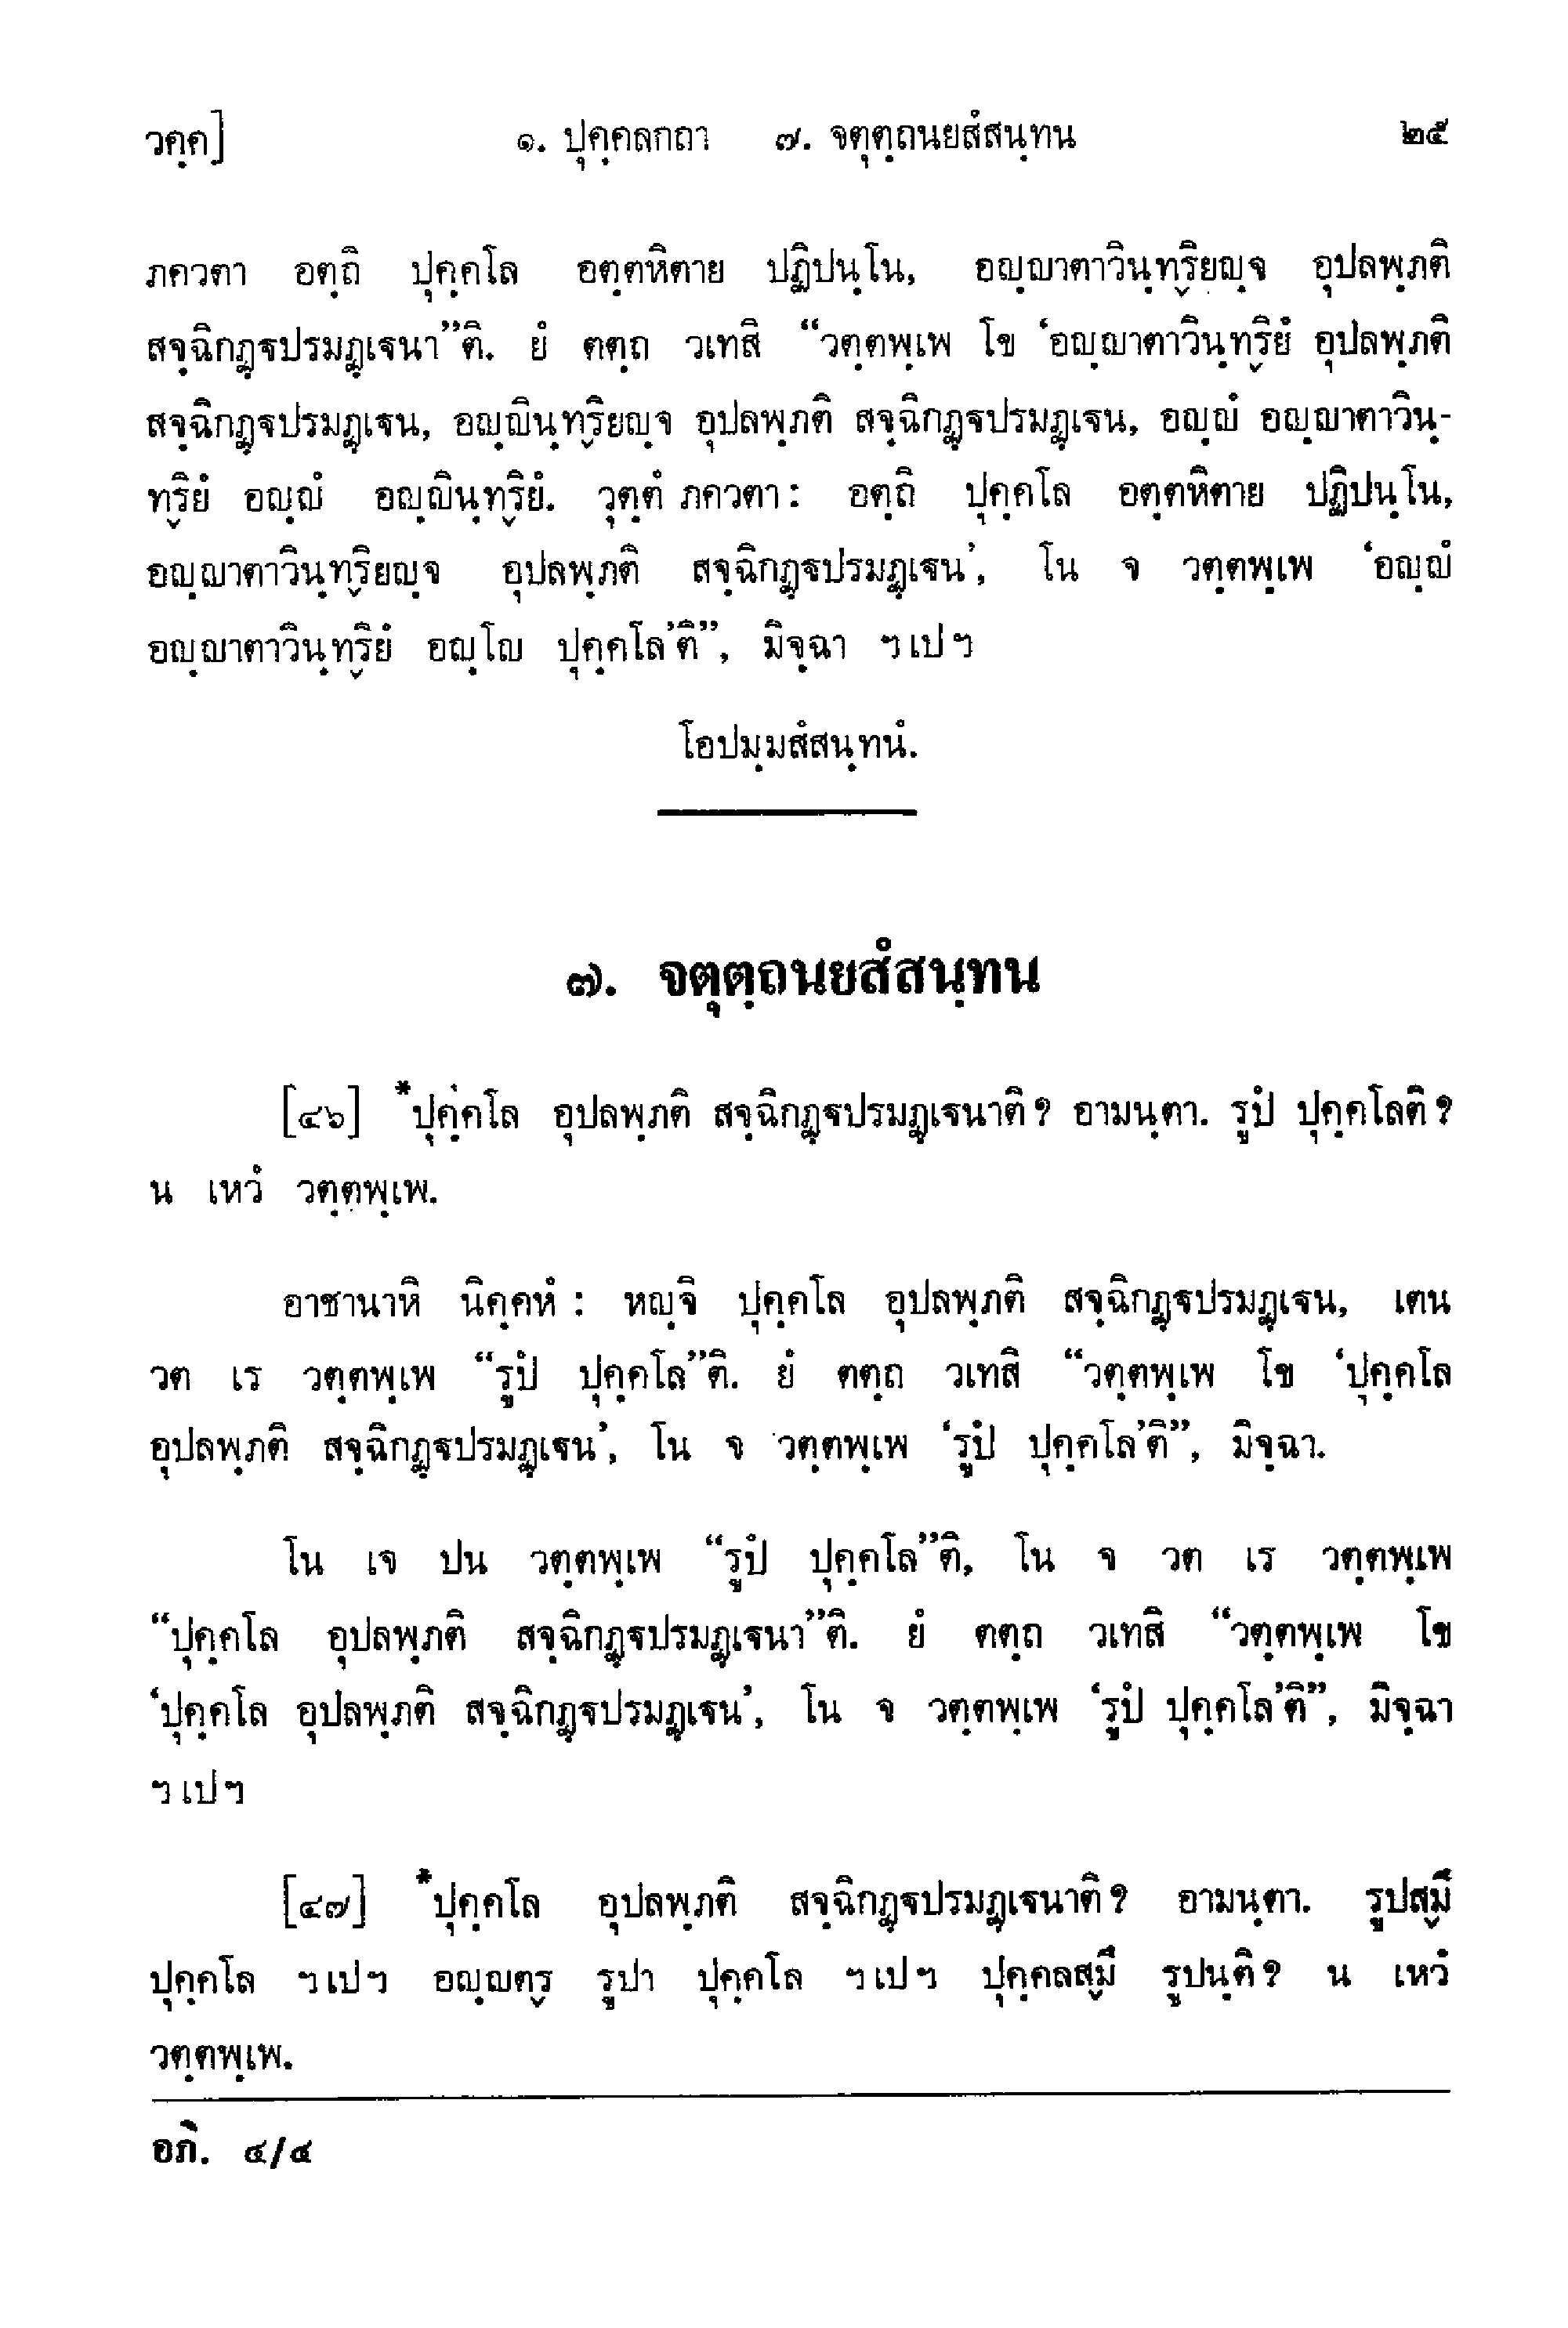 วคฺค]	๑. ปุคฺคลกถา ๗. จตุตฺถนยสํสนฺทน	๒๕
ภควตา อตฺถิ ปุคฺคโล อตฺตหิตาย ปฏิปนฺโน, อญฺญาตาวินฺทฺริยญฺจ อุปลพฺภติ
สจฺฉิกฏฺฐปรมฏฺเฐนา”ติ. ยํ ตตฺถ วเทสิ “วตฺตพฺเพ โข ‘อญฺญาตาวินฺทฺริยํ อุปลพฺภติ
สจฺฉิกฏฺฐปรมฏฺเฐน, อญฺญินฺทฺริยญฺจ อุปลพฺภติ สจฺฉิกฏฺฐปรมฏฺเฐน, อญฺญํ อญฺญาตาวินฺ-
ทฺริยํ อญฺญํ อญฺญินฺทฺริยํ. วุตฺตํ ภควตา : อตฺถิ ปุคฺคโล อตฺตหิตาย ปฏิปนฺโน,
อญฺญาตาวินฺทฺริยญฺจ อุปลพฺภติ สจฺฉิกฏฺฐปรมฏฺเฐน’, โน จ วตฺตพฺเพ ‘อญฺญํ
อญฺญาตาวินฺทฺริยํ อญฺโญ ปุคฺคโล’ติ”, มิจฺฉา ฯเปฯ
โอปมฺมสํสนฺทนํ.
๗. จตุตฺถนยสํสนฺทน
[๔๖] *ปุคฺคโล อุปลพฺภติ สจฺฉิกฏฺฐปรมฏฺเฐนาติ? อามนฺตา. รูปํ ปุคฺคโลติ?
น เหวํ วตฺตพฺเพ.
อาชานาหิ นิคฺคหํ : หญฺจิ ปุคฺคโล อุปลพฺภติ สจฺฉิกฏฺฐปรมฏฺเฐน, เตน
วต เร วตฺตพฺเพ “รูปํ ปุคฺคโล”ติ. ยํ ตตฺถ วเทสิ “วตฺตพฺเพ โข ‘ปุคฺคโล
อุปลพฺภติ สจฺฉิกฏฺฐปรมฏฺเฐน’, โน จ วตฺตพฺเพ ‘รูปํ ปุคฺคโล’ติ”, มิจฺฉา.
โน เจ ปน วตฺตพฺเพ “รูปํ ปุคฺคโล”ติ, โน จ วต เร วตฺตพฺเพ
“ปุคฺคโล อุปลพฺภติ สจฺฉิกฏฺฐปรมฏฺเฐนา”ติ. ยํ ตตฺถ วเทสิ “วตฺตพฺเพ โข
‘ปุคฺคโล อุปลพฺภติ สจฺฉิกฏฺฐปรมฏฺเฐน’, โน จ วตฺตพฺเพ ‘รูปํ ปุคฺคโล’ติ”, มิจฺฉา
ฯเปฯ
[๔๗] *ปุคฺคโล อุปลพฺภติ สจฺฉิกฏฺฐปรมฏฺเฐนาติ? อามนฺตา. รูปสฺมึ
ปุคฺคโล ฯเปฯ อญฺญตฺร รูปา ปุคฺคโล ฯเปฯ ปุคฺคลสฺมึ รูปนฺติ? น เหวํ
วตฺตพฺเพ.
อภิ. ๔/๔